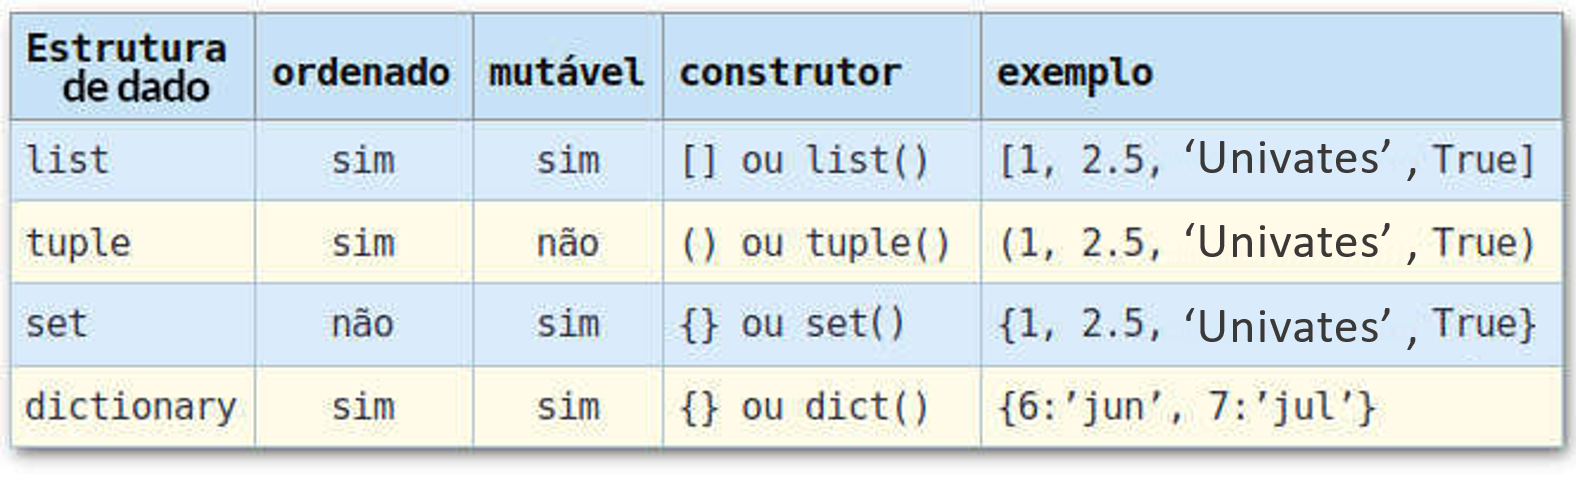 Estrutura de dado ordenado mutável construtor exemplo
list sim sim [] ou list() [1, 2.5, ‘Univates’, True]
tuple sim não () ou tuple() (1, 2.5, ‘Univates’, True)
set não sim {} ou set() {1, 2.5, ‘Univates’, True}
dictionary sim sim {} ou dict() {6:’jun’, 7:’jul’}